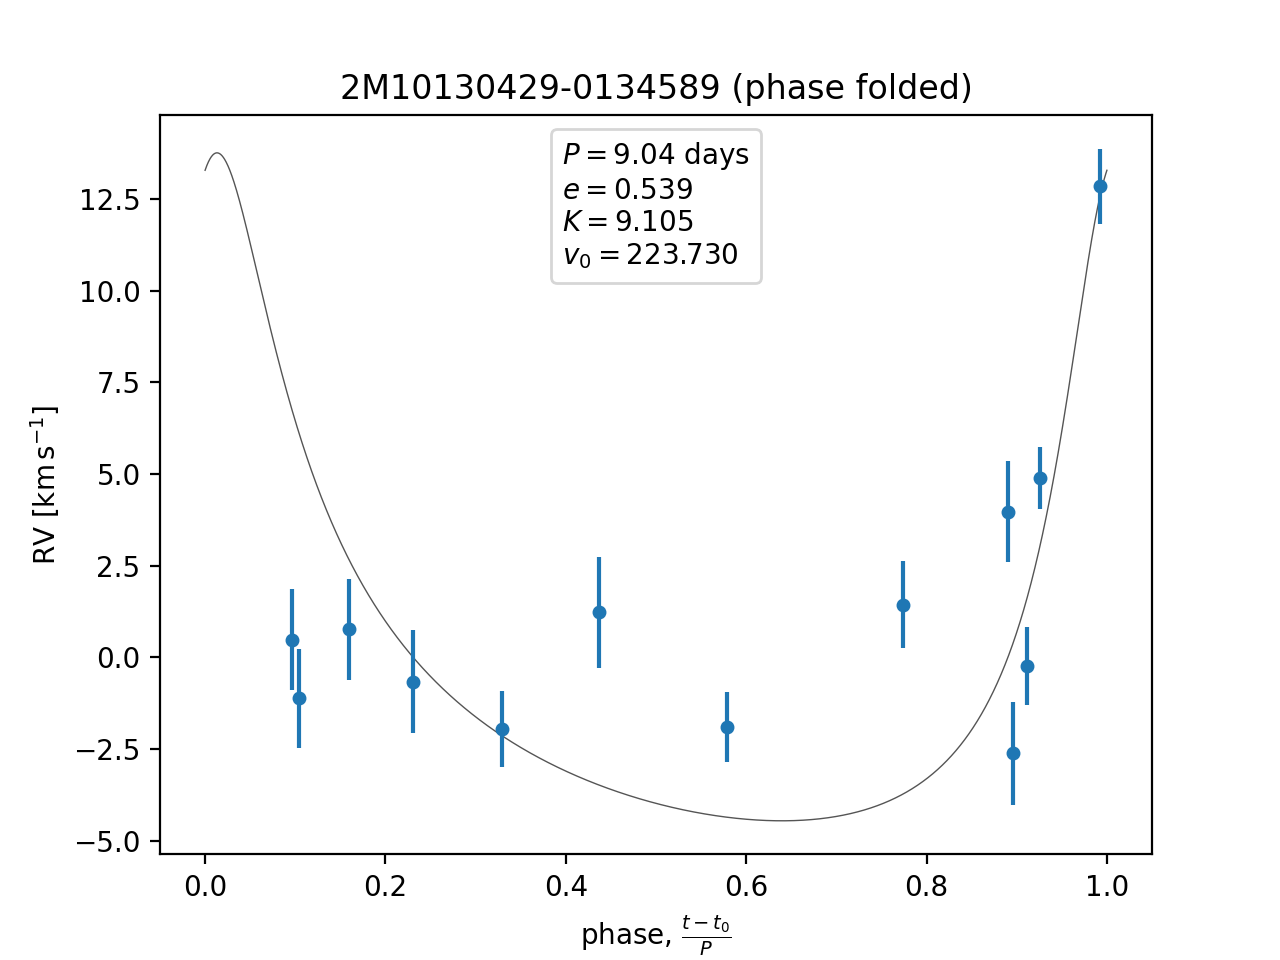 2M10130429-0134589 (phase folded)
P = 9.04 days
e = 0.539
K = 9.105
v₀ = 223.730
12.5
10.0
7.5
5.0
2.5
0.0
−2.5
−5.0
RV [km s⁻¹]
0.0 0.2 0.4 0.6 0.8 1.0
phase, (t − t₀)/P